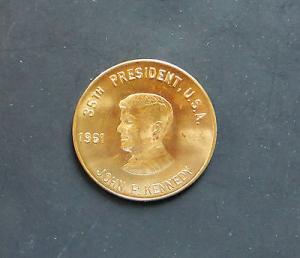 35TH PRESIDENT, U.S.A.
1961
JOHN F. KENNEDY